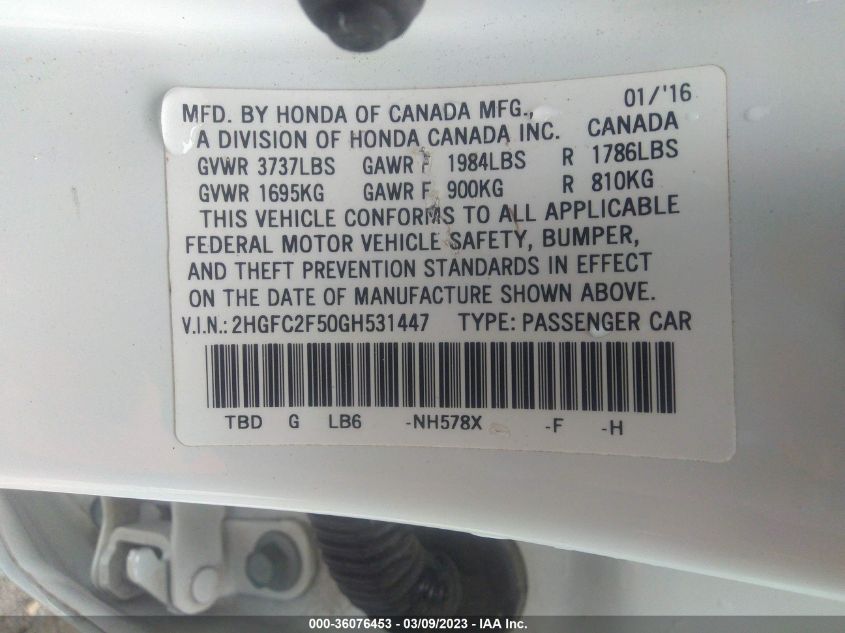 MFD. BY HONDA OF CANADA MFG., 01/'16
A DIVISION OF HONDA CANADA INC. CANADA
GVWR 3737LBS GAWR F 1984LBS R 1786LBS
GVWR 1695KG GAWR F 900KG R 810KG
THIS VEHICLE CONFORMS TO ALL APPLICABLE
FEDERAL MOTOR VEHICLE SAFETY, BUMPER,
AND THEFT PREVENTION STANDARDS IN EFFECT
ON THE DATE OF MANUFACTURE SHOWN ABOVE.
V.I.N.: 2HGFC2F50GH531447 TYPE: PASSENGER CAR
TBD G LB6 -NH578X -F -H
000-36076453 - 03/09/2023 - IAA Inc.